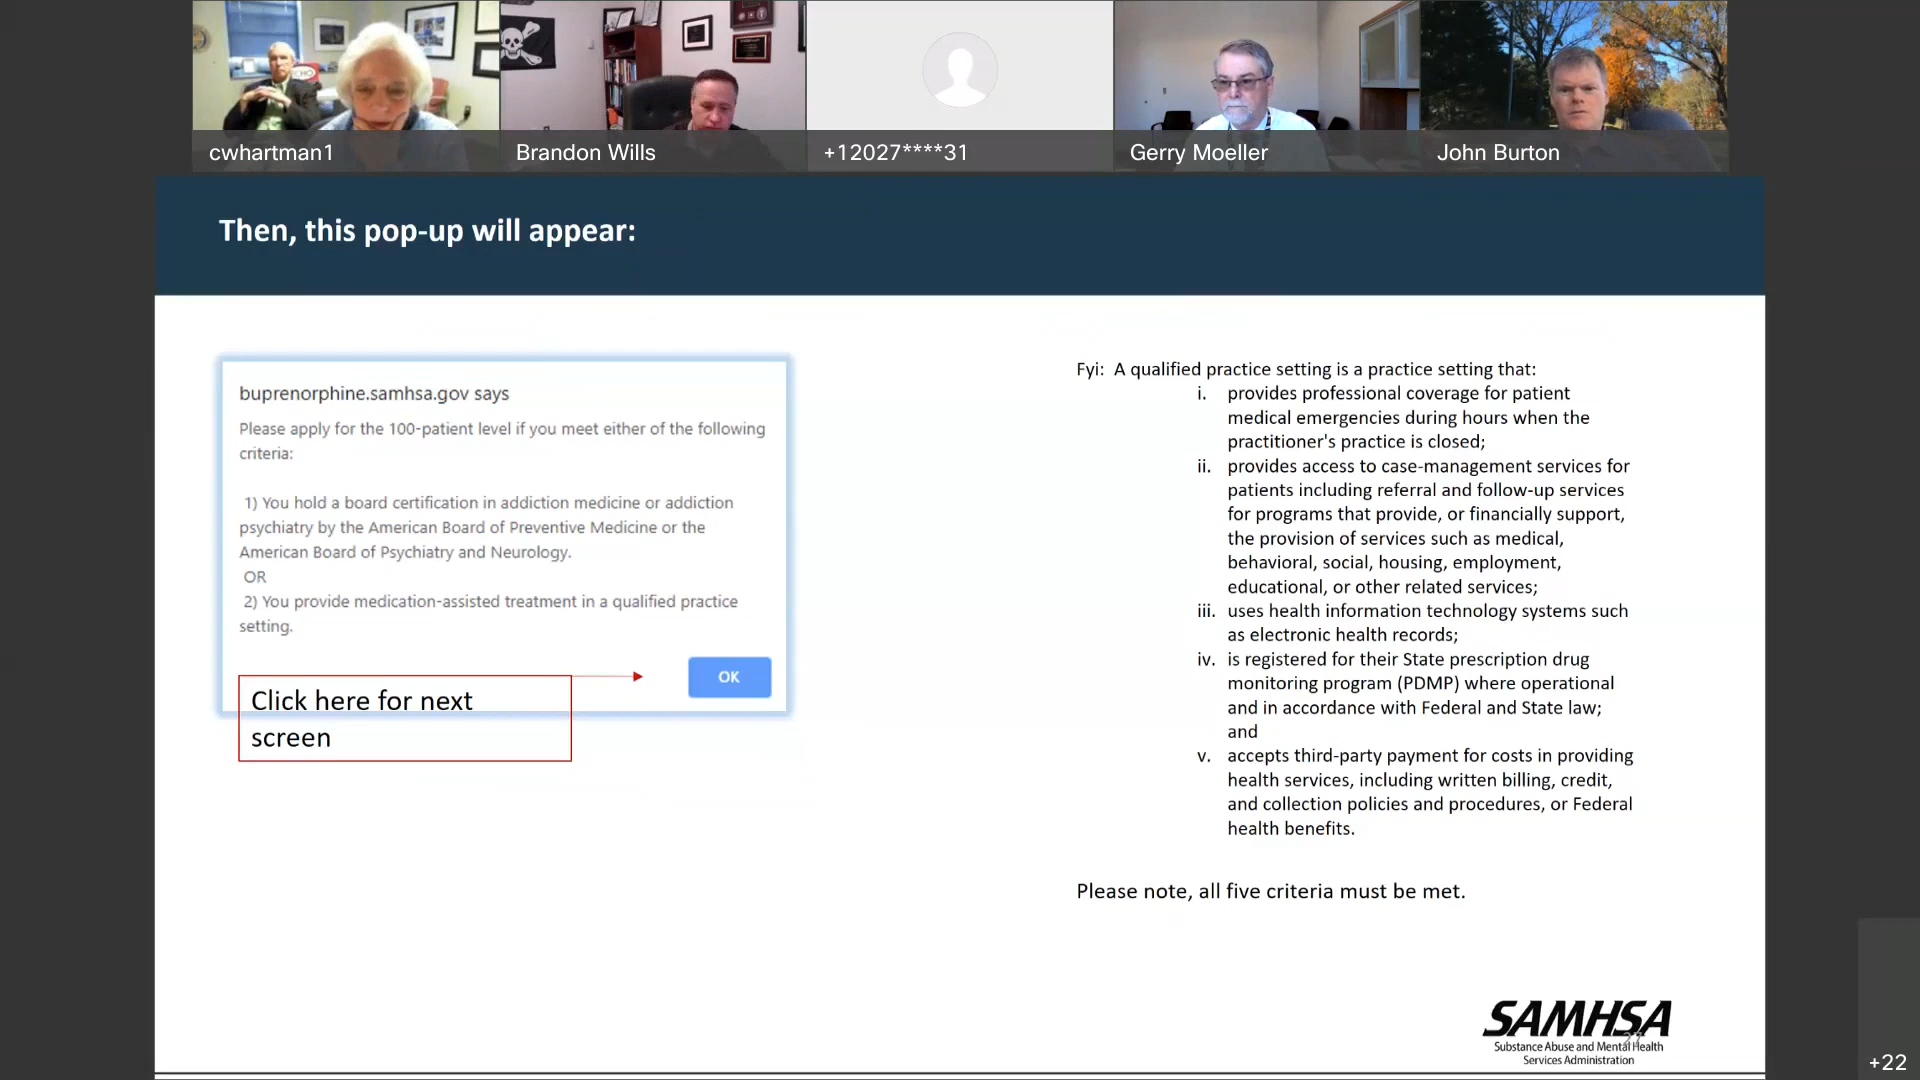 cwhartman1
Brandon Wills
+12027****31
Gerry Moeller
John Burton
Then, this pop-up will appear:
buprenorphine.samhsa.gov says
Please apply for the 100-patient level if you meet either of the following
criteria:
1) You hold a board certification in addiction medicine or addiction
psychiatry by the American Board of Preventive Medicine or the
American Board of Psychiatry and Neurology.
OR
2) You provide medication-assisted treatment in a qualified practice
setting.
OK
Click here for next
screen
Fyi: A qualified practice setting is a practice setting that:
i. provides professional coverage for patient
medical emergencies during hours when the
practitioner's practice is closed;
ii. provides access to case-management services for
patients including referral and follow-up services
for programs that provide, or financially support,
the provision of services such as medical,
behavioral, social, housing, employment,
educational, or other related services;
iii. uses health information technology systems such
as electronic health records;
iv. is registered for their State prescription drug
monitoring program (PDMP) where operational
and in accordance with Federal and State law;
and
v. accepts third-party payment for costs in providing
health services, including written billing, credit,
and collection policies and procedures, or Federal
health benefits.
Please note, all five criteria must be met.
SAMHSA
Substance Abuse and Mental Health
Services Administration
+22